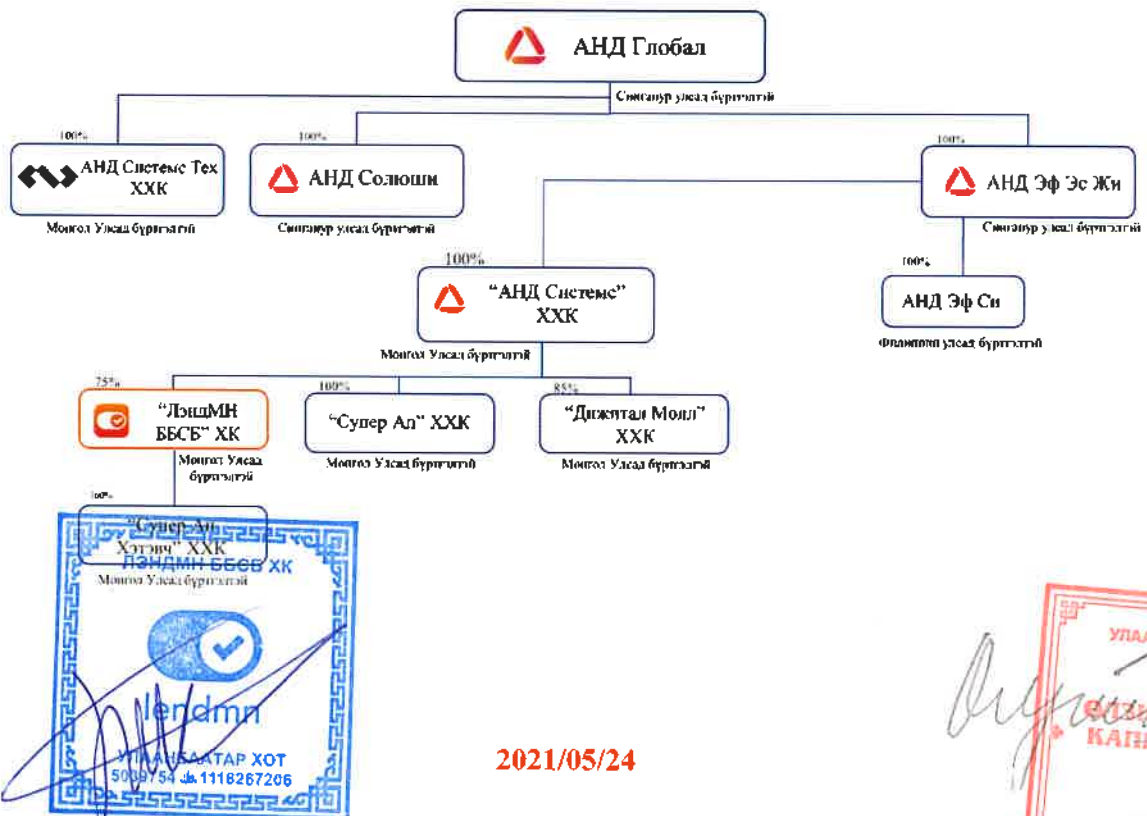 АНД Глобал
Сингапур улсад бүртгэлтэй
100%
АНД Системс Тех
ХХК
Монгол Улсад бүртгэлтэй
100%
АНД Солюши
Сингапур улсад бүртгэлтэй
100%
АНД Эф Эс Жи
Сингапур улсад бүртгэлтэй
100%
"АНД Системс"
ХХК
Монгол Улсад бүртгэлтэй
100%
АНД Эф Си
Филиппин улсад бүртгэлтэй
75%
"ЛэндМН
ББСБ" ХК
Монгол Улсад
бүртгэлтэй
100%
"Супер Ап" ХХК
Монгол Улсад бүртгэлтэй
85%
"Дижитал Молл"
ХХК
Монгол Улсад бүртгэлтэй
100%
"Супер Ап
Хэтэвч" ХХК
Монгол Улсад бүртгэлтэй
ЛЭНДМН ББСБ ХК
lendmn
УЛААНБААТАР ХОТ
1118267206
2021/05/24